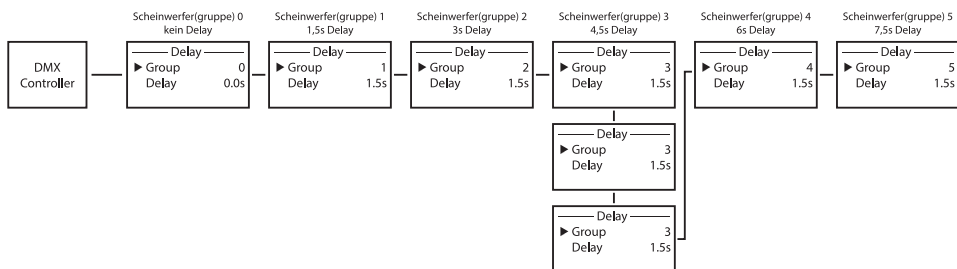 Scheinwerfer(gruppe) 0
kein Delay
Scheinwerfer(gruppe) 1
1,5s Delay
Scheinwerfer(gruppe) 2
3s Delay
Scheinwerfer(gruppe) 3
4,5s Delay
Scheinwerfer(gruppe) 4
6s Delay
Scheinwerfer(gruppe) 5
7,5s Delay
DMX
Controller
Delay
▶ Group 0
Delay 0.0s
Delay
▶ Group 1
Delay 1.5s
Delay
▶ Group 2
Delay 1.5s
Delay
▶ Group 3
Delay 1.5s
Delay
▶ Group 4
Delay 1.5s
Delay
▶ Group 5
Delay 1.5s
Delay
▶ Group 3
Delay 1.5s
Delay
▶ Group 3
Delay 1.5s